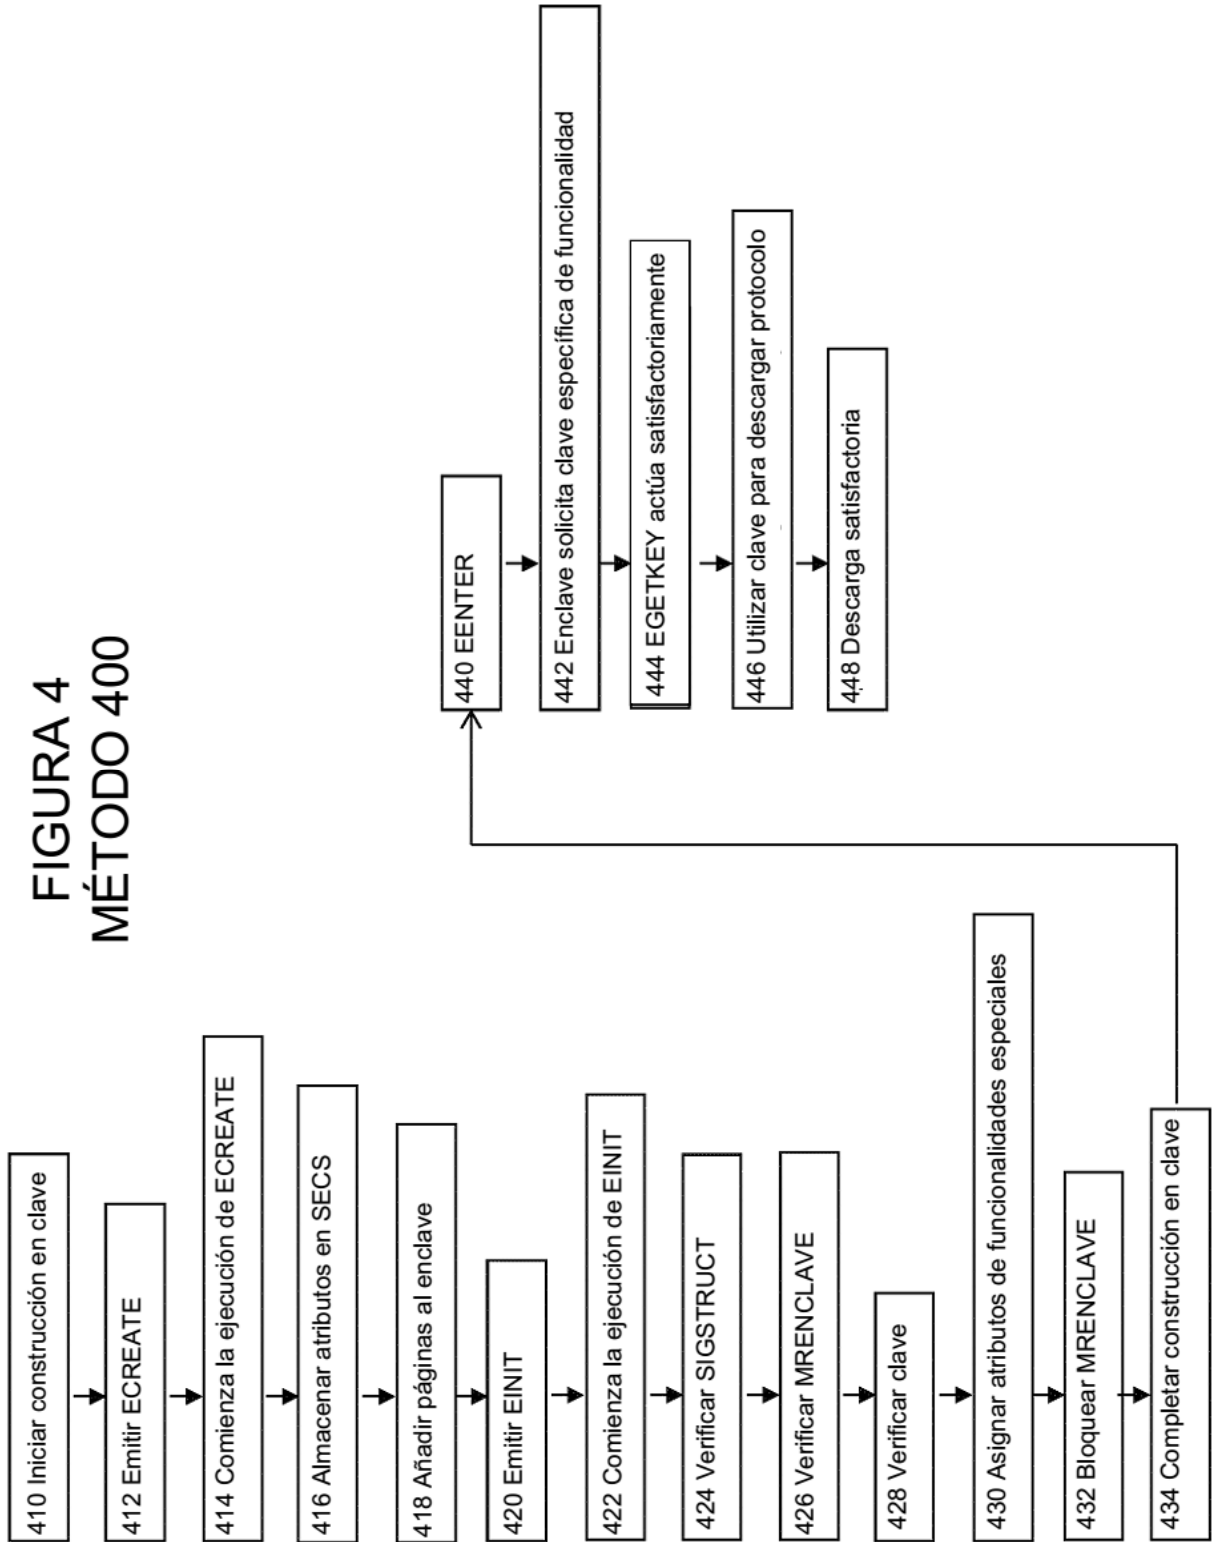 FIGURA 4
MÉTODO 400
410 Iniciar construcción en clave
412 Emitir ECREATE
414 Comienza la ejecución de ECREATE
416 Almacenar atributos en SECS
418 Añadir páginas al enclave
420 Emitir EINIT
422 Comienza la ejecución de EINIT
424 Verificar SIGSTRUCT
426 Verificar MRENCLAVE
428 Verificar clave
430 Asignar atributos de funcionalidades especiales
432 Bloquear MRENCLAVE
434 Completar construcción en clave
440 EENTER
442 Enclave solicita clave específica de funcionalidad
444 EGETKEY actúa satisfactoriamente
446 Utilizar clave para descargar protocolo
448 Descarga satisfactoria